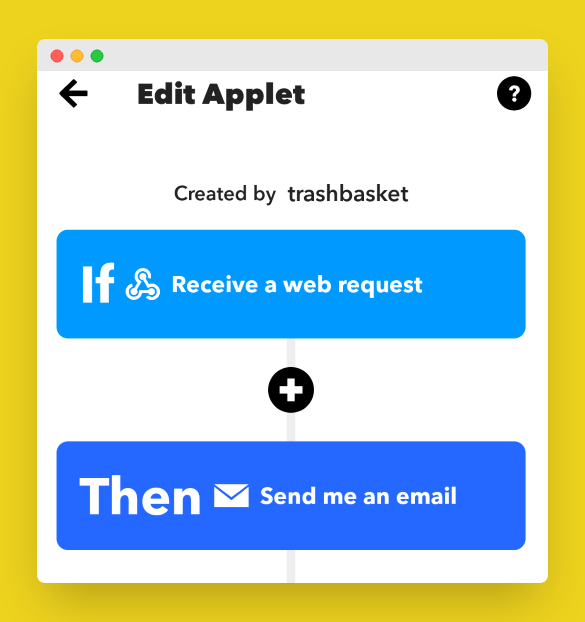 Edit Applet
?
Created by trashbasket
If Receive a web request
Then Send me an email